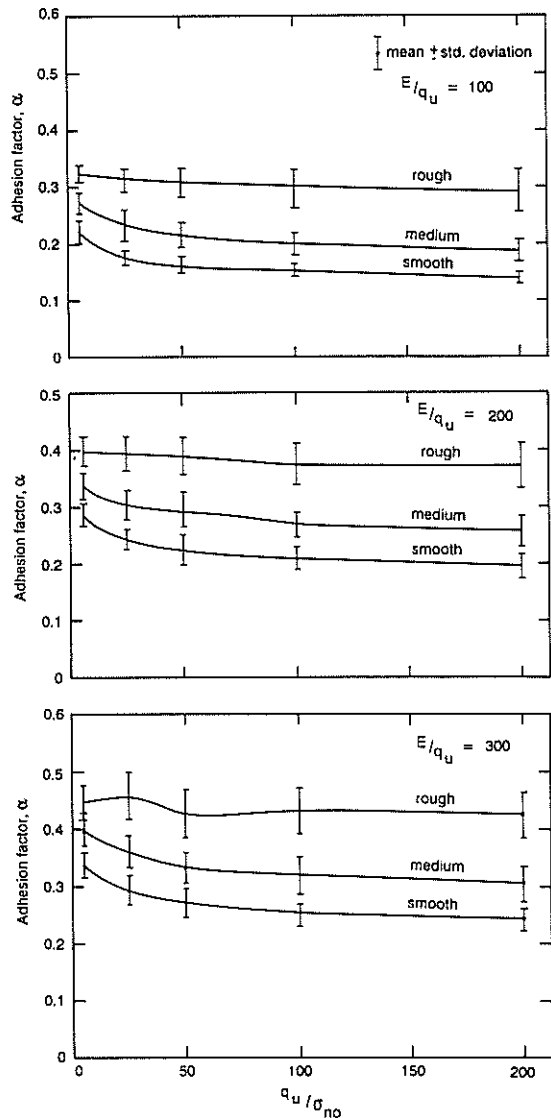 0.6
mean ± std. deviation
E/qu = 100
0.5
0.4
Adhesion factor, α
rough
0.3
medium
0.2
smooth
0.1
0
0.5
E/qu = 200
0.4
rough
Adhesion factor, α
0.3
medium
0.2
smooth
0.1
0
0.6
E/qu = 300
0.5
rough
0.4
Adhesion factor, α
medium
0.3
smooth
0.2
0.1
0
0 50 100 150 200
qu/σno